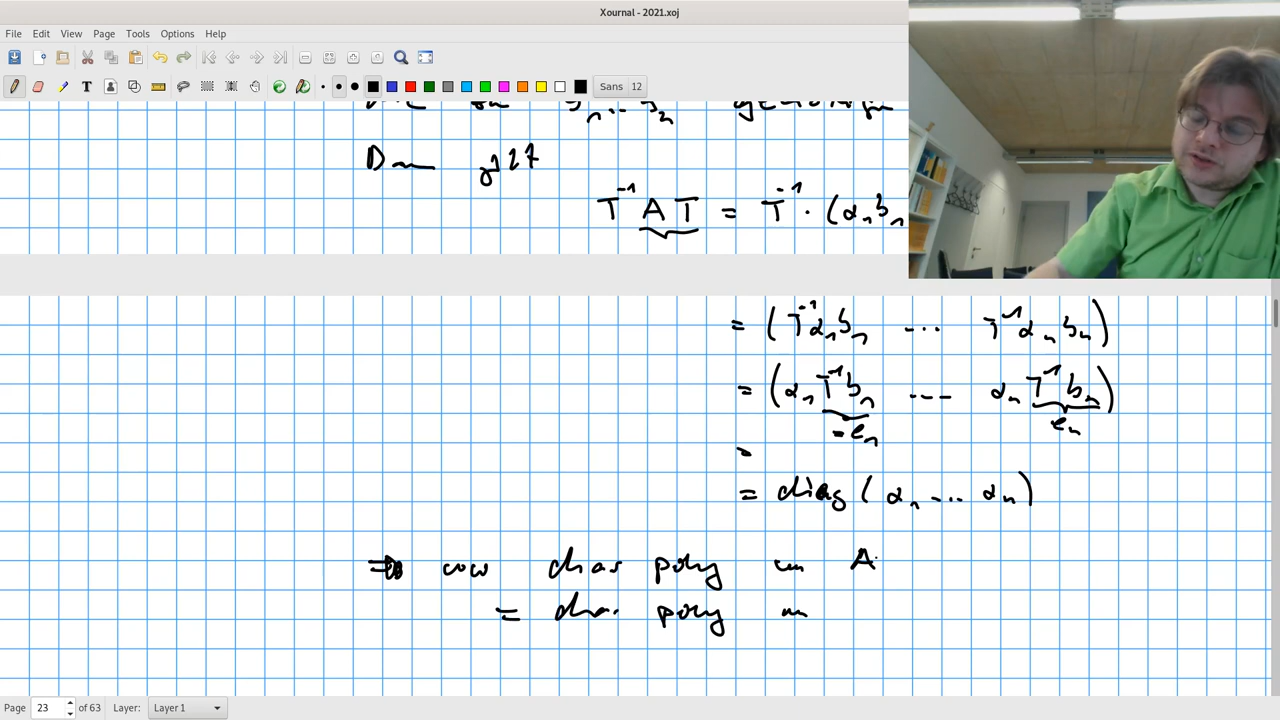 Xournal - 2021.xoj
File Edit View Page Tools Options Help
Sans 12
D gilt
T⁻¹ A T = T⁻¹ · (α₁b₁
= (T⁻¹α₁b₁ ... T⁻¹αₙbₙ)
= (α₁T⁻¹b₁ ... αₙT⁻¹bₙ)
= e₁ eₙ
=
= diag(α₁ ... αₙ)
⇒ char poly von A
= char poly von
Page 23 of 63 Layer: Layer 1